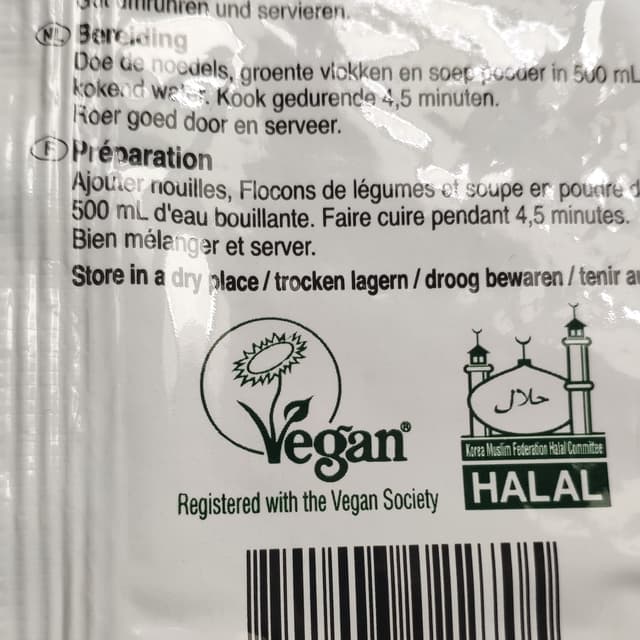 Gut umrühren und servieren.
NL Bereiding
Doe de noedels, groente vlokken en soep poeder in 500 mL
kokend water. Kook gedurende 4,5 minuten.
Roer goed door en serveer.
F Préparation
Ajouter nouilles, Flocons de légumes et soupe en poudre d
500 mL d'eau bouillante. Faire cuire pendant 4,5 minutes.
Bien mélanger et server.
Store in a dry place / trocken lagern / droog bewaren / tenir au
Vegan®
Registered with the Vegan Society
حلال
Korea Muslim Federation Halal Committee
HALAL